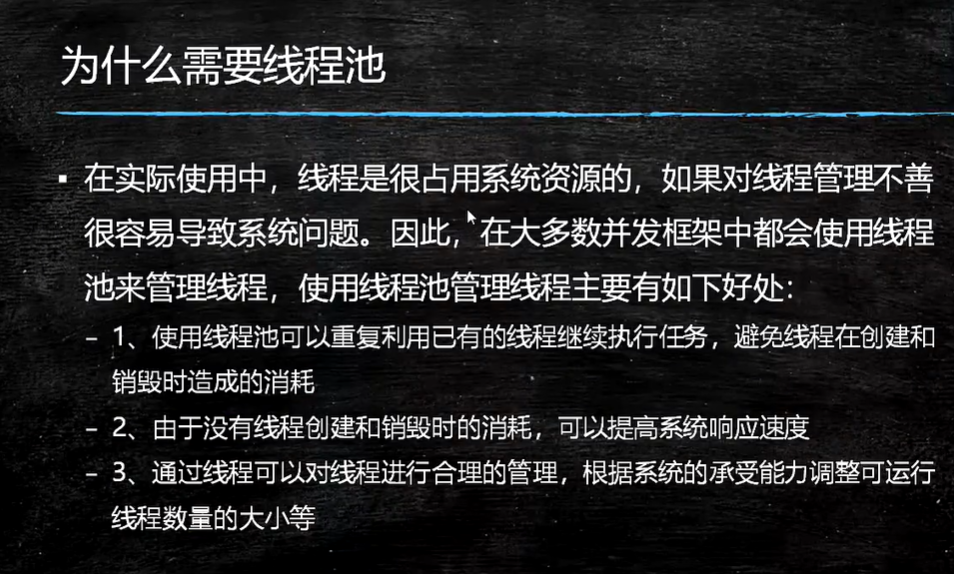 为什么需要线程池
▪ 在实际使用中，线程是很占用系统资源的，如果对线程管理不善
很容易导致系统问题。因此，在大多数并发框架中都会使用线程
池来管理线程，使用线程池管理线程主要有如下好处：
– 1、使用线程池可以重复利用已有的线程继续执行任务，避免线程在创建和
销毁时造成的消耗
– 2、由于没有线程创建和销毁时的消耗，可以提高系统响应速度
– 3、通过线程可以对线程进行合理的管理，根据系统的承受能力调整可运行
线程数量的大小等